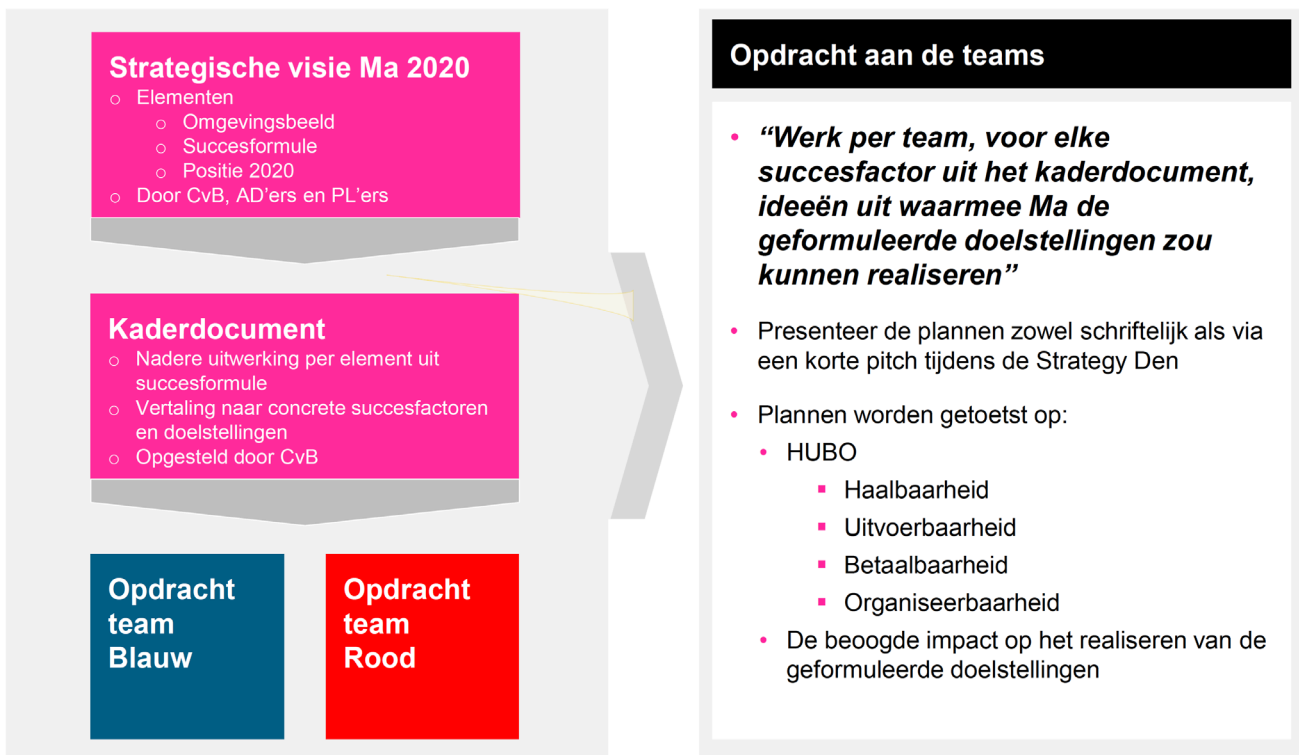 Strategische visie Ma 2020
o Elementen
o Omgevingsbeeld
o Succesformule
o Positie 2020
o Door CvB, AD’ers en PL’ers
Kaderdocument
o Nadere uitwerking per element uit
succesformule
o Vertaling naar concrete succesfactoren
en doelstellingen
o Opgesteld door CvB
Opdracht
team
Blauw
Opdracht
team
Rood
Opdracht aan de teams
• “Werk per team, voor elke
succesfactor uit het kaderdocument,
ideeën uit waarmee Ma de
geformuleerde doelstellingen zou
kunnen realiseren”
• Presenteer de plannen zowel schriftelijk als via
een korte pitch tijdens de Strategy Den
• Plannen worden getoetst op:
• HUBO
▪ Haalbaarheid
▪ Uitvoerbaarheid
▪ Betaalbaarheid
▪ Organiseerbaarheid
• De beoogde impact op het realiseren van de
geformuleerde doelstellingen